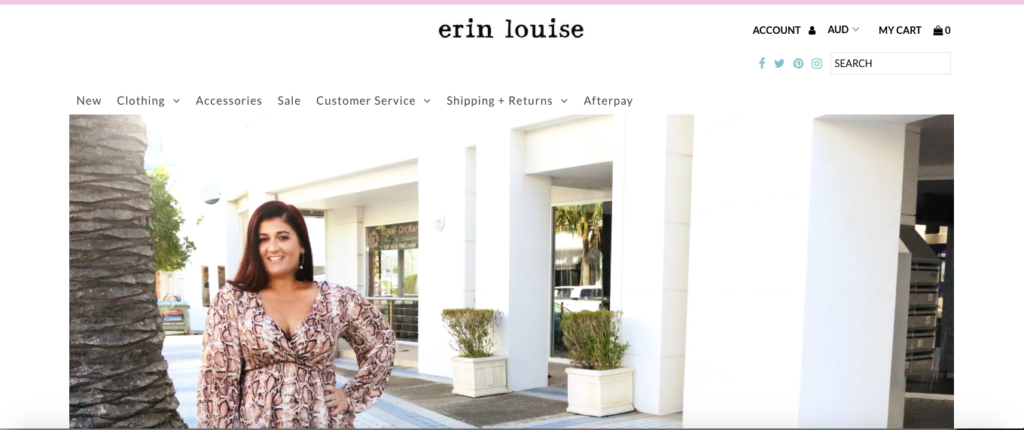 erin louise
ACCOUNT AUD MY CART 0
SEARCH
New Clothing Accessories Sale Customer Service Shipping + Returns Afterpay